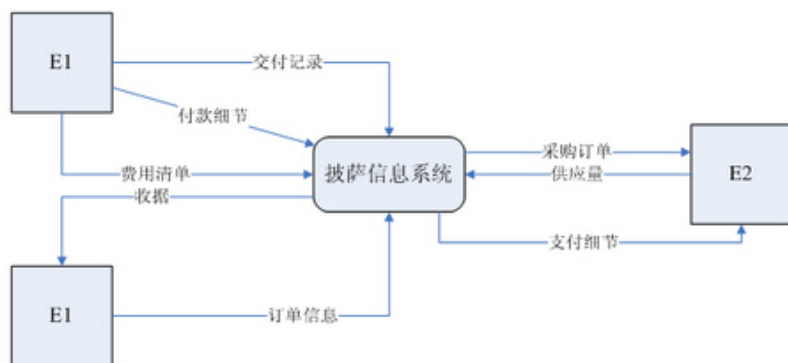 E1
交付记录
付款细节
费用清单
收据
披萨信息系统
采购订单
供应量
E2
支付细节
E1
订单信息